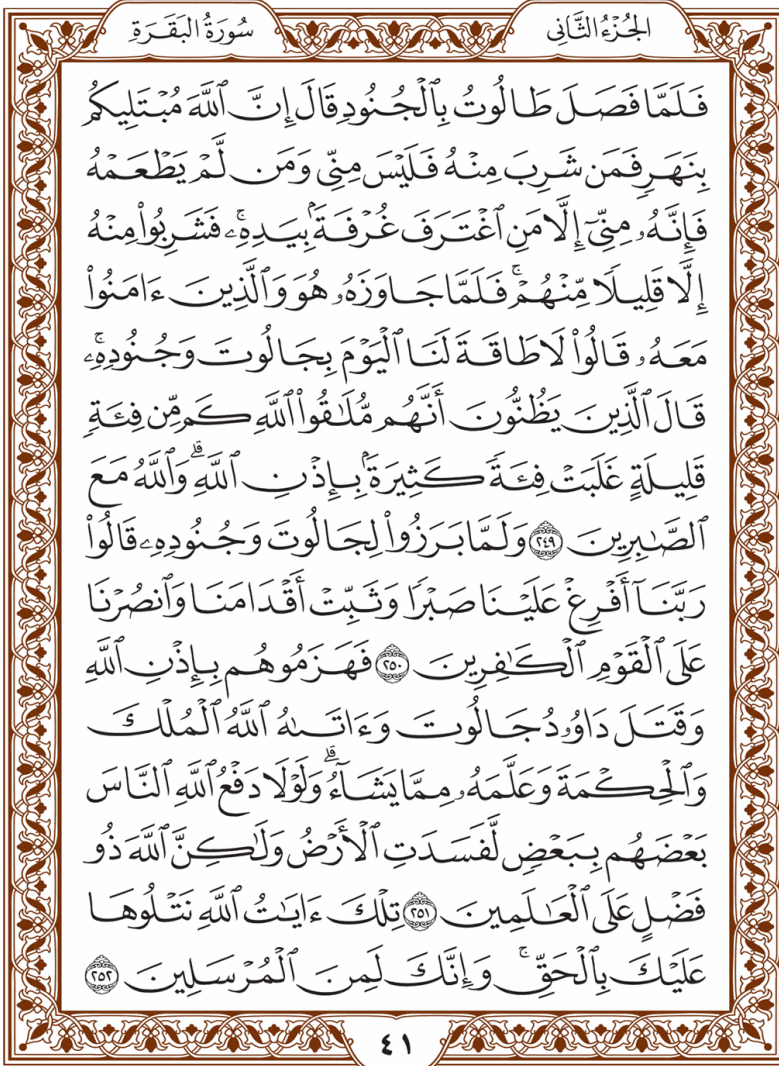 الجُزْءُ الثَّانِى
سُورَةُ البَقَرَةِ
فَلَمَّا فَصَلَ طَالُوتُ بِٱلْجُنُودِ قَالَ إِنَّ ٱللَّهَ مُبْتَلِيكُم
بِنَهَرٍ فَمَن شَرِبَ مِنْهُ فَلَيْسَ مِنِّى وَمَن لَّمْ يَطْعَمْهُ
فَإِنَّهُۥ مِنِّىٓ إِلَّا مَنِ ٱغْتَرَفَ غُرْفَةَۢ بِيَدِهِۦۚ فَشَرِبُوا۟ مِنْهُ
إِلَّا قَلِيلًا مِّنْهُمْۚ فَلَمَّا جَاوَزَهُۥ هُوَ وَٱلَّذِينَ ءَامَنُوا۟
مَعَهُۥ قَالُوا۟ لَا طَاقَةَ لَنَا ٱلْيَوْمَ بِجَالُوتَ وَجُنُودِهِۦۚ
قَالَ ٱلَّذِينَ يَظُنُّونَ أَنَّهُم مُّلَٰقُوا۟ ٱللَّهِ كَم مِّن فِئَةٍ
قَلِيلَةٍ غَلَبَتْ فِئَةً كَثِيرَةَۢ بِإِذْنِ ٱللَّهِۗ وَٱللَّهُ مَعَ
ٱلصَّٰبِرِينَ ٢٤٩ وَلَمَّا بَرَزُوا۟ لِجَالُوتَ وَجُنُودِهِۦ قَالُوا۟
رَبَّنَآ أَفْرِغْ عَلَيْنَا صَبْرًا وَثَبِّتْ أَقْدَامَنَا وَٱنصُرْنَا
عَلَى ٱلْقَوْمِ ٱلْكَٰفِرِينَ ٢٥٠ فَهَزَمُوهُم بِإِذْنِ ٱللَّهِ
وَقَتَلَ دَاوُۥدُ جَالُوتَ وَءَاتَىٰهُ ٱللَّهُ ٱلْمُلْكَ
وَٱلْحِكْمَةَ وَعَلَّمَهُۥ مِمَّا يَشَآءُۗ وَلَوْلَا دَفْعُ ٱللَّهِ ٱلنَّاسَ
بَعْضَهُم بِبَعْضٍ لَّفَسَدَتِ ٱلْأَرْضُ وَلَٰكِنَّ ٱللَّهَ ذُو
فَضْلٍ عَلَى ٱلْعَٰلَمِينَ ٢٥١ تِلْكَ ءَايَٰتُ ٱللَّهِ نَتْلُوهَا
عَلَيْكَ بِٱلْحَقِّۚ وَإِنَّكَ لَمِنَ ٱلْمُرْسَلِينَ ٢٥٢
٤١